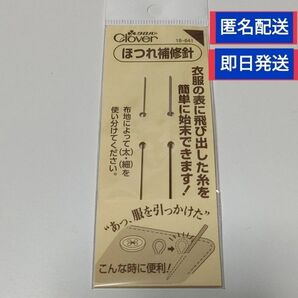 匿名配送
即日発送
クロバー
Clover
18-641
ほつれ補修針
衣服の表に飛び出した糸を
簡単に始末できます!
布地によって(太・細)を
使い分けてください。
“あっ、服を引っかけた”
こんな時に便利!